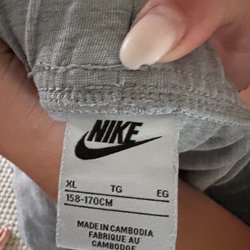 NIKE
XL TG EG
158-170CM
MADE IN CAMBODIA
FABRIQUE AU
CAMBODGE